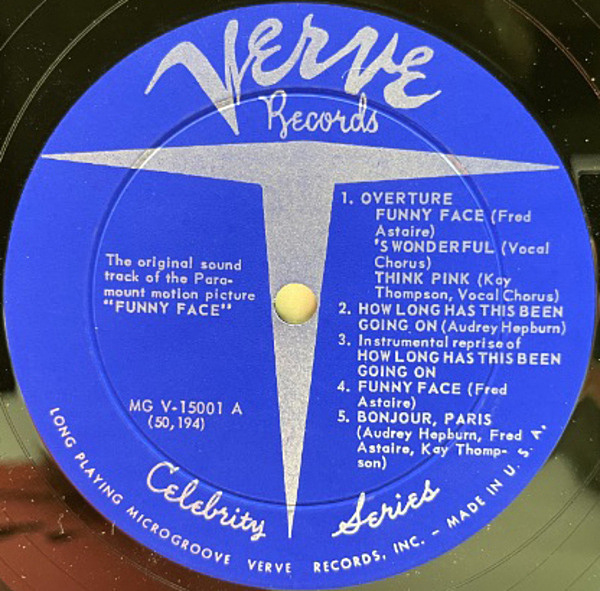 Verve
Records
1. OVERTURE
FUNNY FACE (Fred
Astaire)
'S WONDERFUL (Vocal
Chorus)
THINK PINK (Kay
Thompson, Vocal Chorus)
2. HOW LONG HAS THIS BEEN
GOING ON (Audrey Hepburn)
3. Instrumental reprise of
HOW LONG HAS THIS BEEN
GOING ON
4. FUNNY FACE (Fred
Astaire)
5. BONJOUR, PARIS
(Audrey Hepburn, Fred
Astaire, Kay Thomp-
son)
The original sound
track of the Para-
mount motion picture
"FUNNY FACE"
MG V-15001 A
(50,194)
Celebrity Series
LONG PLAYING MICROGROOVE VERVE RECORDS, INC. - MADE IN U. S. A.